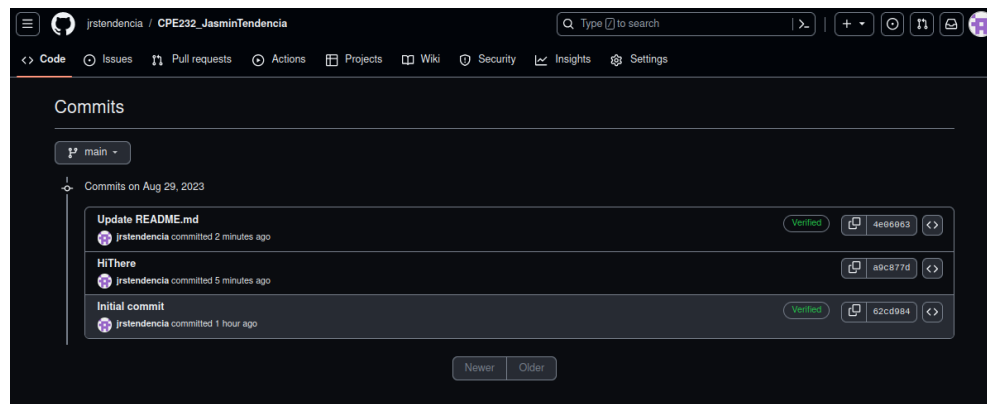 jrstendencia / CPE232_JasminTendencia
Type / to search
Code Issues Pull requests Actions Projects Wiki Security Insights Settings
Commits
main
Commits on Aug 29, 2023
Update README.md
Verified 4e06063
jrstendencia committed 2 minutes ago
HiThere
a9c877d
jrstendencia committed 5 minutes ago
Initial commit
Verified 62cd984
jrstendencia committed 1 hour ago
Newer Older